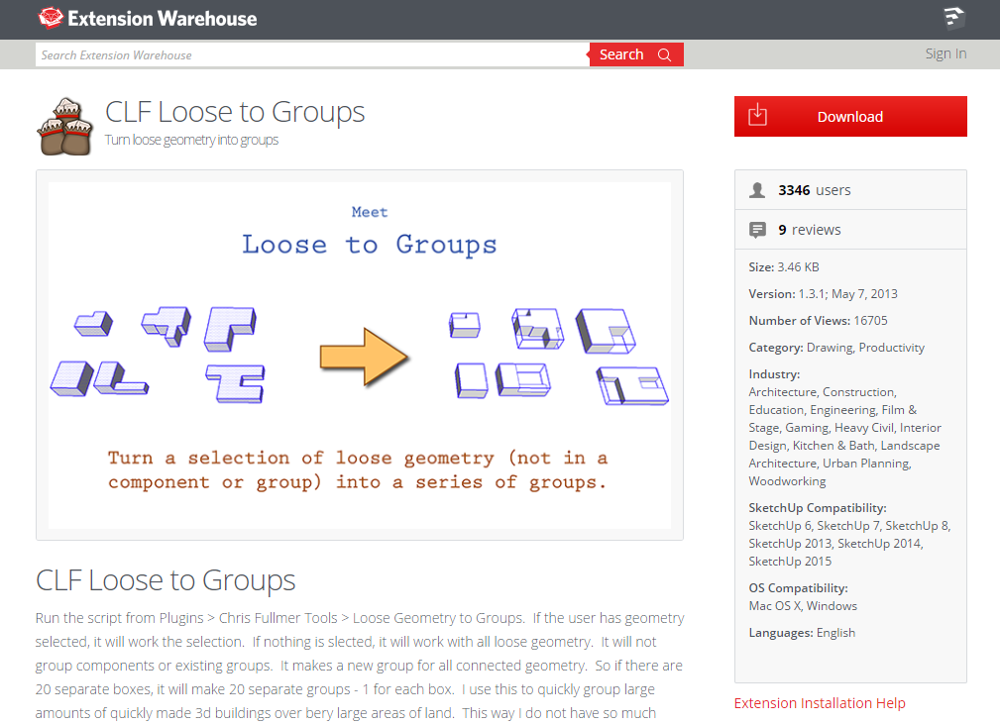 Extension Warehouse
Search Extension Warehouse
Search
Sign In
CLF Loose to Groups
Turn loose geometry into groups
Download
Meet
Loose to Groups
Turn a selection of loose geometry (not in a
component or group) into a series of groups.
3346 users
9 reviews
Size: 3.46 KB
Version: 1.3.1; May 7, 2013
Number of Views: 16705
Category: Drawing, Productivity
Industry:
Architecture, Construction,
Education, Engineering, Film &
Stage, Gaming, Heavy Civil, Interior
Design, Kitchen & Bath, Landscape
Architecture, Urban Planning,
Woodworking
SketchUp Compatibility:
SketchUp 6, SketchUp 7, SketchUp 8,
SketchUp 2013, SketchUp 2014,
SketchUp 2015
OS Compatibility:
Mac OS X, Windows
Languages: English
Extension Installation Help
CLF Loose to Groups
Run the script from Plugins > Chris Fullmer Tools > Loose Geometry to Groups. If the user has geometry
selected, it will work the selection. If nothing is slected, it will work with all loose geometry. It will not
group components or existing groups. It makes a new group for all connected geometry. So if there are
20 separate boxes, it will make 20 separate groups - 1 for each box. I use this to quickly group large
amounts of quickly made 3d buildings over bery large areas of land. This way I do not have so much